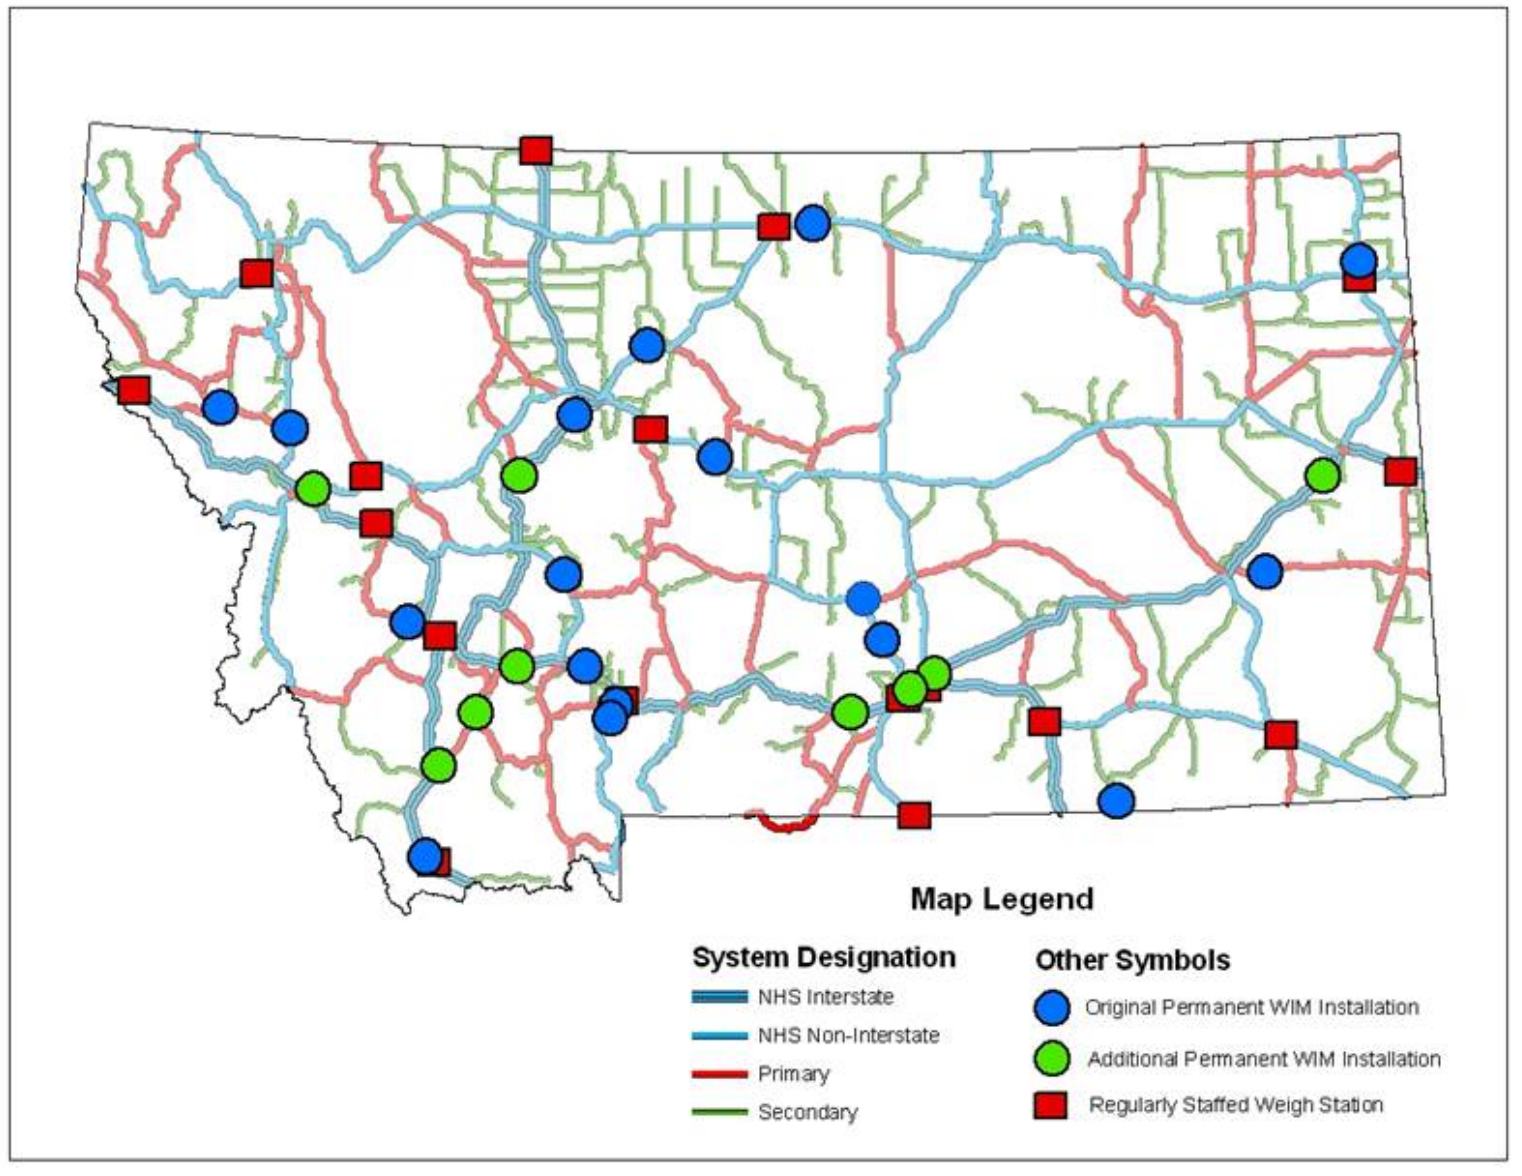 Map Legend
System Designation
NHS Interstate
NHS Non-Interstate
Primary
Secondary
Other Symbols
Original Permanent WIM Installation
Additional Permanent WIM Installation
Regularly Staffed Weigh Station